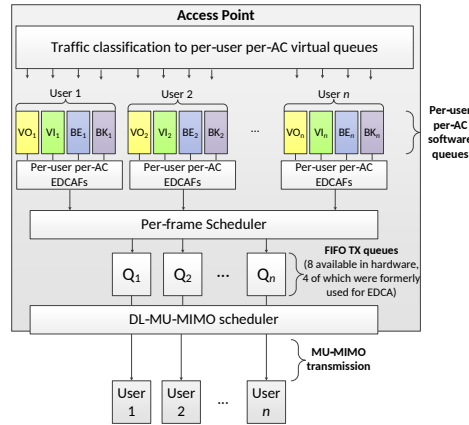 Access Point
Traffic classification to per-user per-AC virtual queues
User 1
User 2
User n
VO1 VI1 BE1 BK1
VO2 VI2 BE2 BK2
...
VOn VIn BEn BKn
Per-user
per-AC
software
queues
Per-user per-AC
EDCAFs
Per-user per-AC
EDCAFs
Per-user per-AC
EDCAFs
Per-frame Scheduler
Q1
Q2
...
Qn
FIFO TX queues
(8 available in hardware,
4 of which were formerly
used for EDCA)
DL-MU-MIMO scheduler
MU-MIMO
transmission
User
1
User
2
...
User
n